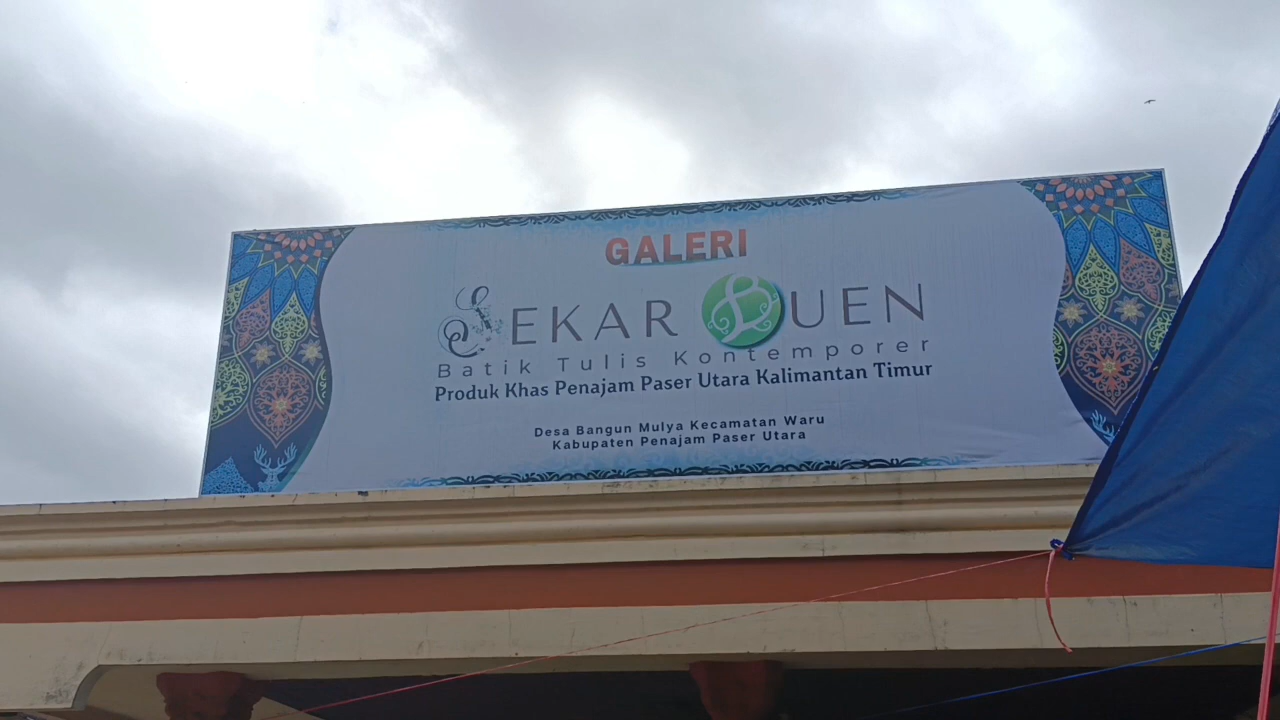 GALERI
SEKAR BUEN
Batik Tulis Kontemporer
Produk Khas Penajam Paser Utara Kalimantan Timur
Desa Bangun Mulya Kecamatan Waru
Kabupaten Penajam Paser Utara